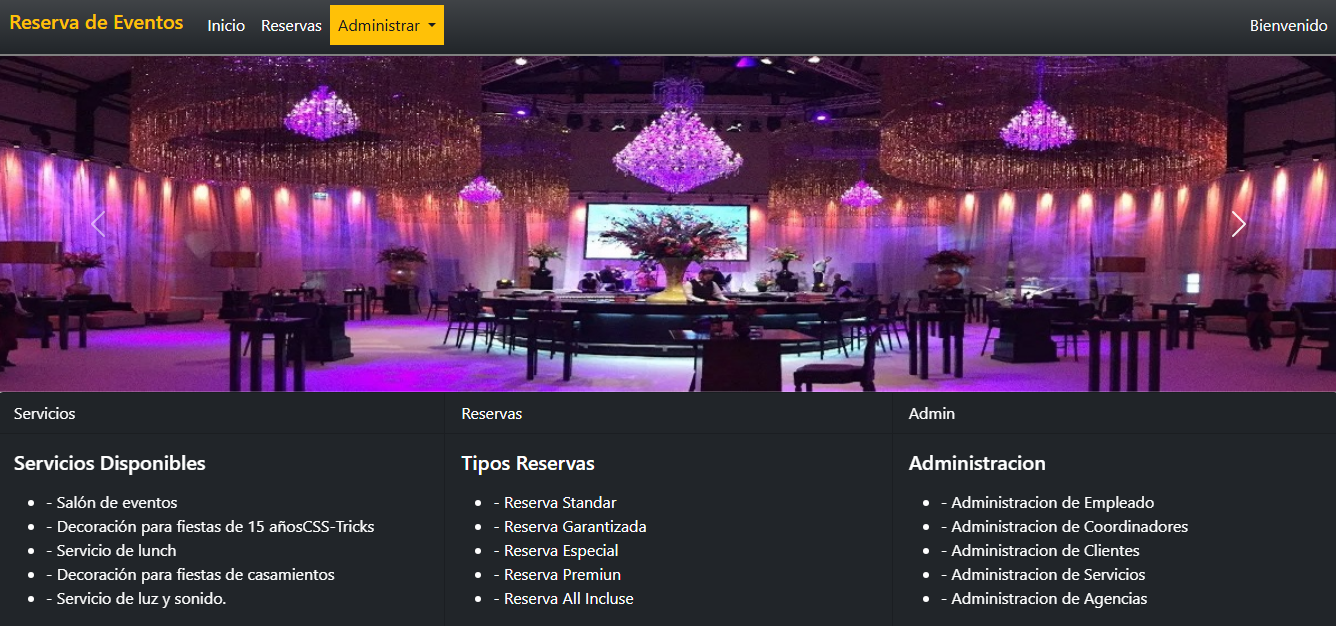 Reserva de Eventos Inicio Reservas Administrar Bienvenido
Servicios
Servicios Disponibles
- Salón de eventos
- Decoración para fiestas de 15 añosCSS-Tricks
- Servicio de lunch
- Decoración para fiestas de casamientos
- Servicio de luz y sonido.
Reservas
Tipos Reservas
- Reserva Standar
- Reserva Garantizada
- Reserva Especial
- Reserva Premiun
- Reserva All Incluse
Admin
Administracion
- Administracion de Empleado
- Administracion de Coordinadores
- Administracion de Clientes
- Administracion de Servicios
- Administracion de Agencias